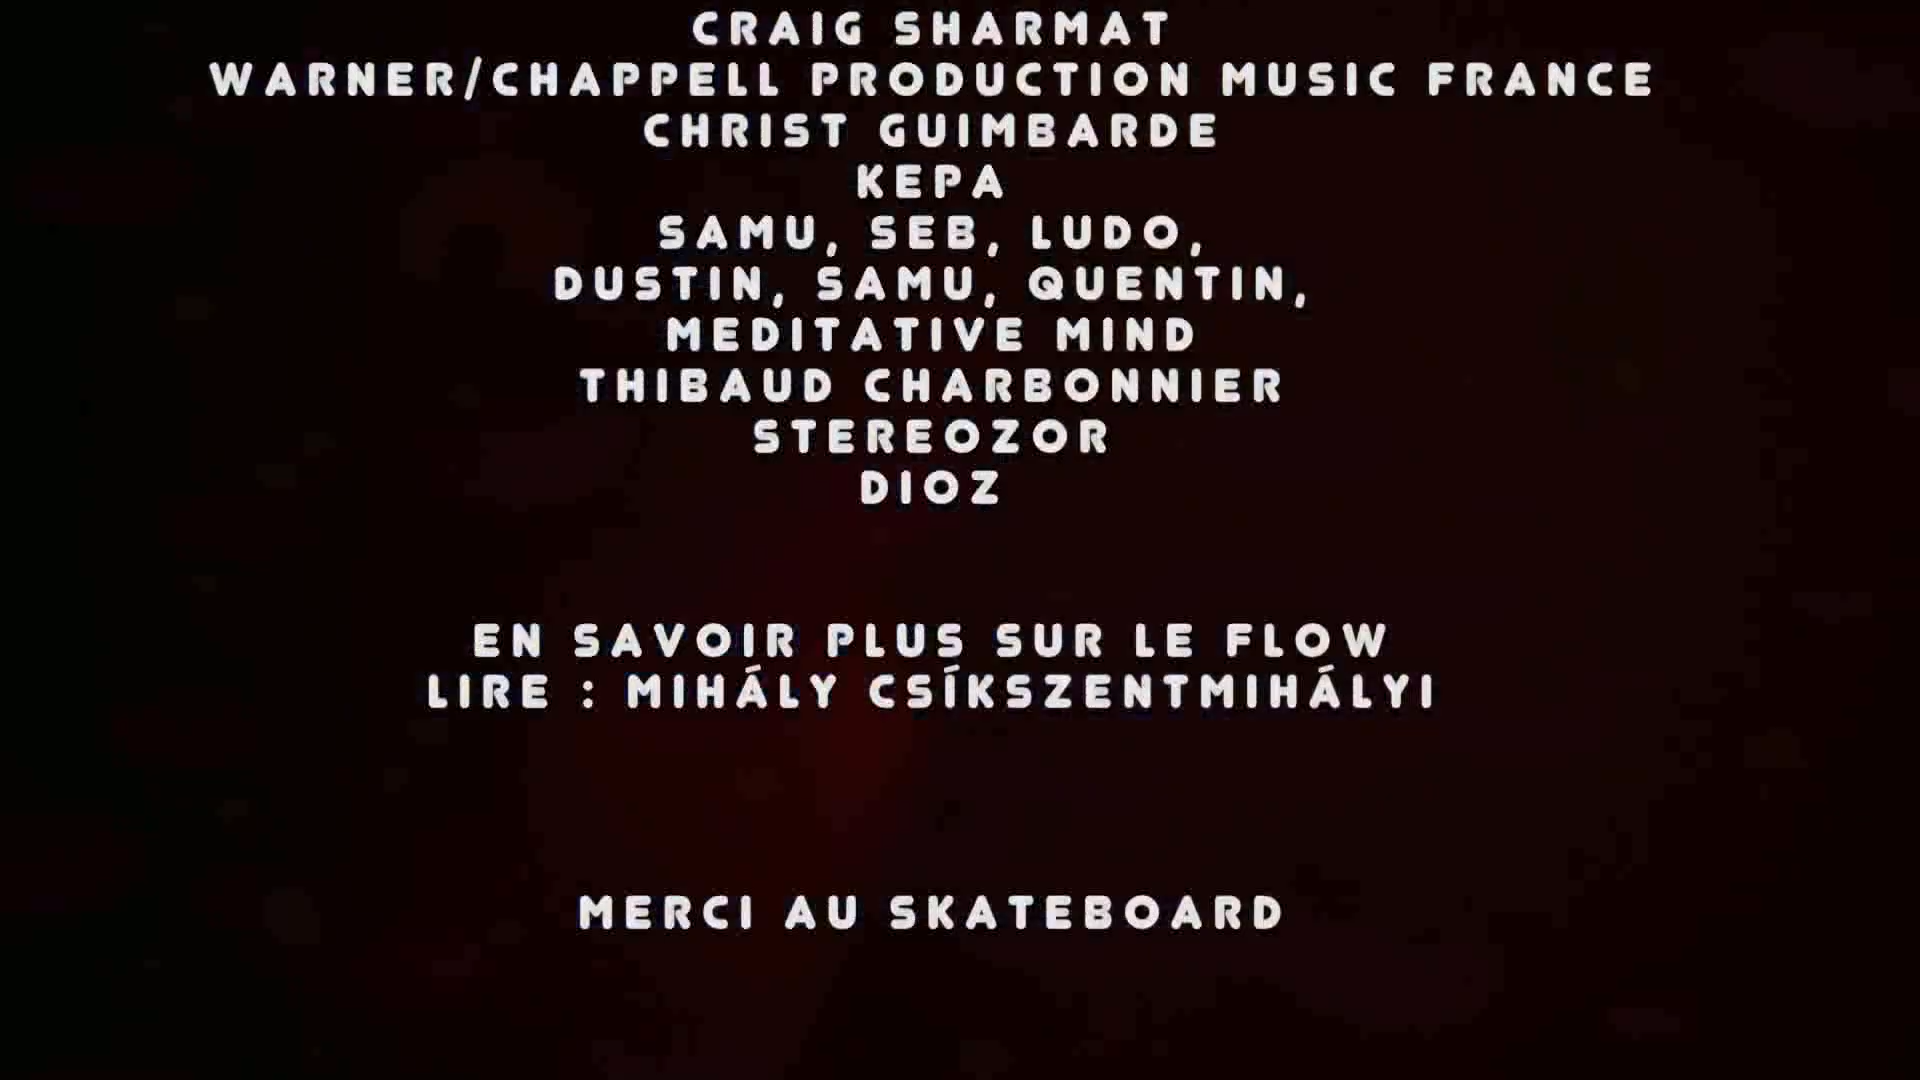 CRAIG SHARMAT
WARNER/CHAPPELL PRODUCTION MUSIC FRANCE
CHRIST GUIMBARDE
KEPA
SAMU, SEB, LUDO,
DUSTIN, SAMU, QUENTIN,
MEDITATIVE MIND
THIBAUD CHARBONNIER
STEREOZOR
DIOZ
EN SAVOIR PLUS SUR LE FLOW
LIRE : MIHÁLY CSÍKSZENTMIHÁLYI
MERCI AU SKATEBOARD